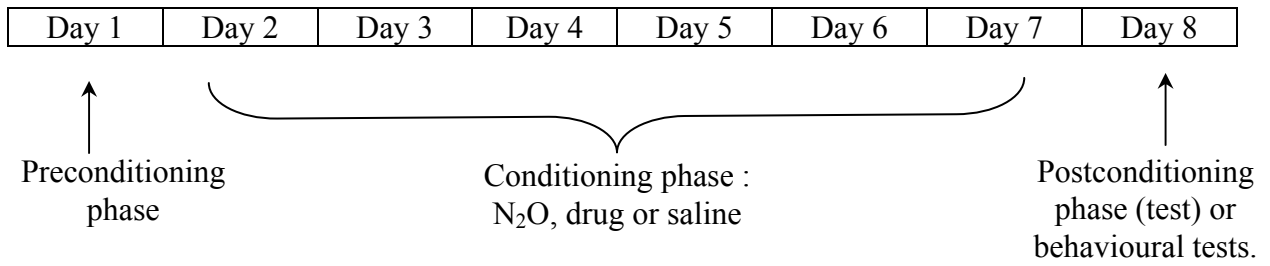 Day 1 Day 2 Day 3 Day 4 Day 5 Day 6 Day 7 Day 8
Preconditioning
phase
Conditioning phase :
N₂O, drug or saline
Postconditioning
phase (test) or
behavioural tests.